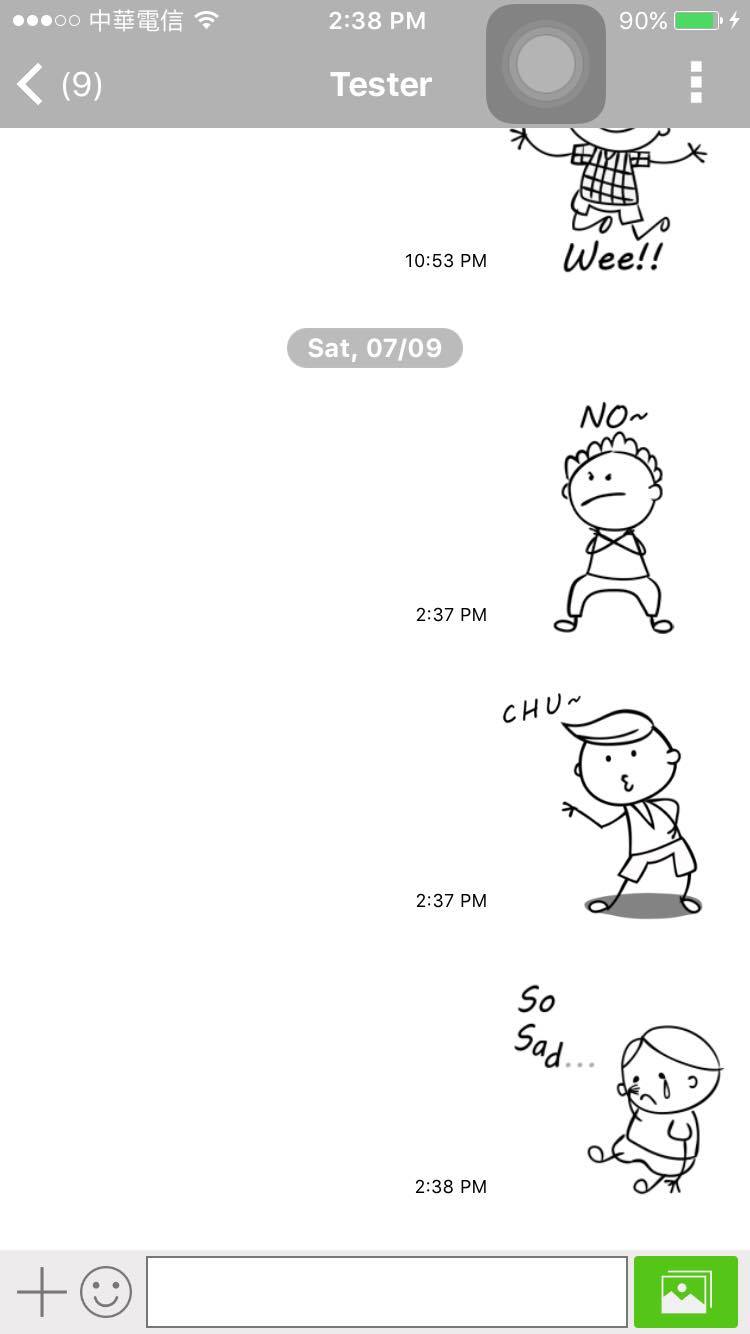 中華電信
2:38 PM
90%
(9)
Tester
10:53 PM
Wee!!
Sat, 07/09
NO~
2:37 PM
CHU~
2:37 PM
So
Sad...
2:38 PM